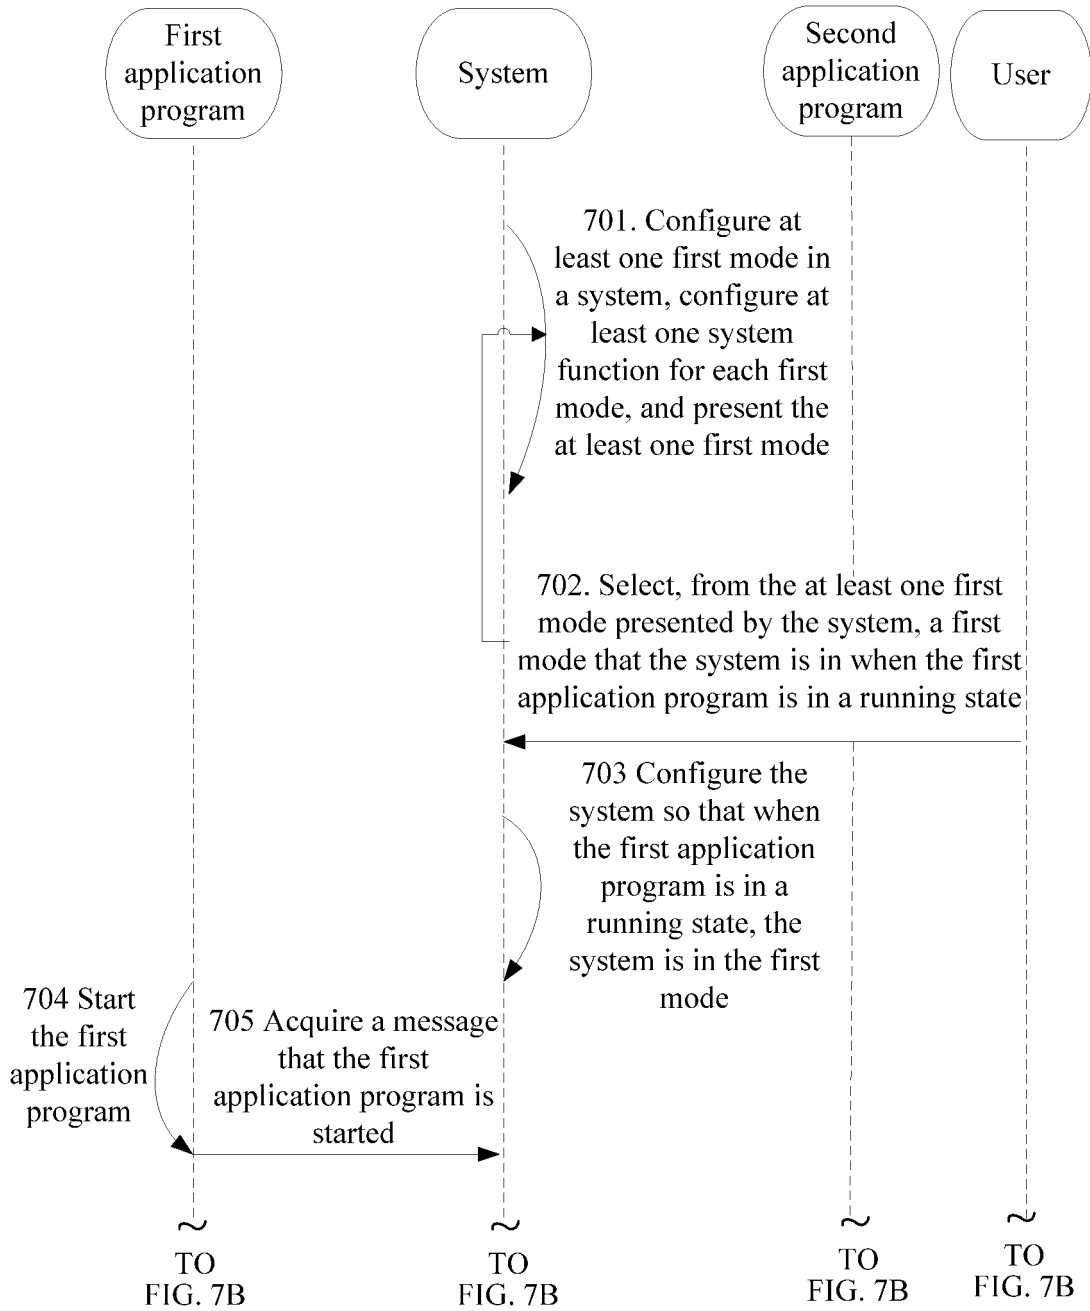 First
application
program
System
Second
application
program
User
701. Configure at
least one first mode in
a system, configure at
least one system
function for each first
mode, and present the
at least one first mode
702. Select, from the at least one first
mode presented by the system, a first
mode that the system is in when the first
application program is in a running state
703 Configure the
system so that when
the first application
program is in a
running state, the
system is in the first
mode
704 Start
the first
application
program
705 Acquire a message
that the first
application program is
started
TO
FIG. 7B
TO
FIG. 7B
TO
FIG. 7B
TO
FIG. 7B